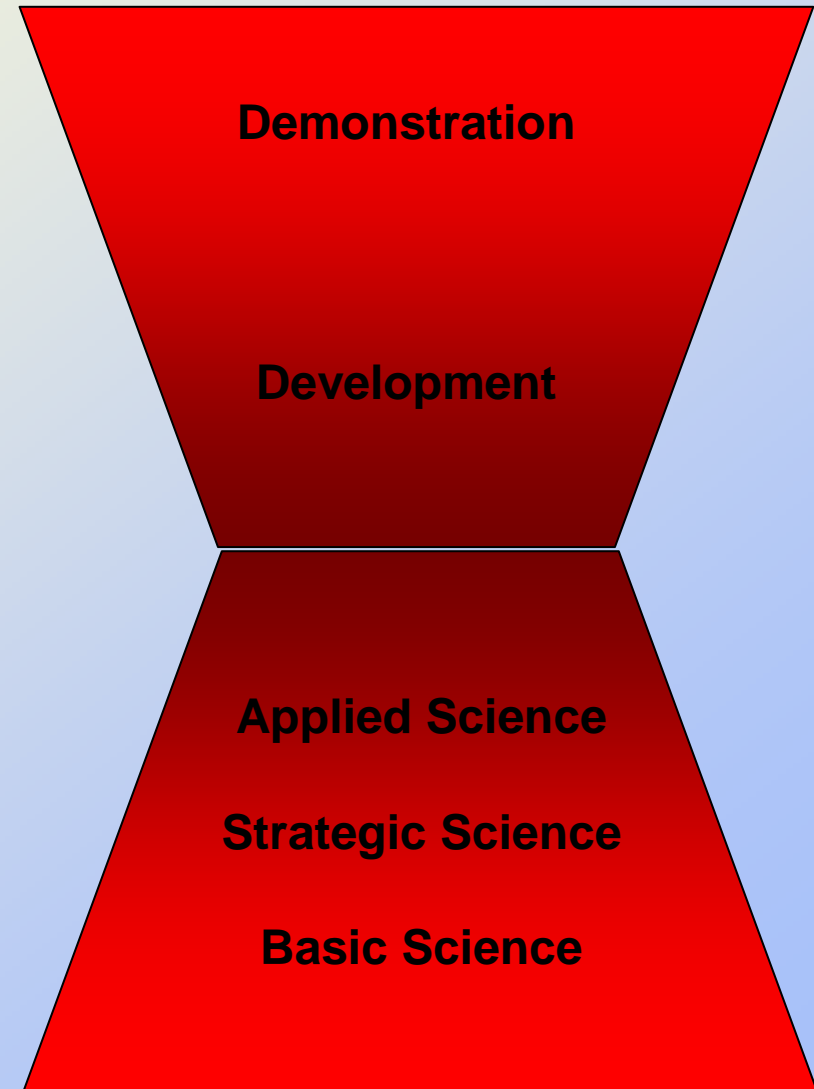 Demonstration
Development
Applied Science
Strategic Science
Basic Science